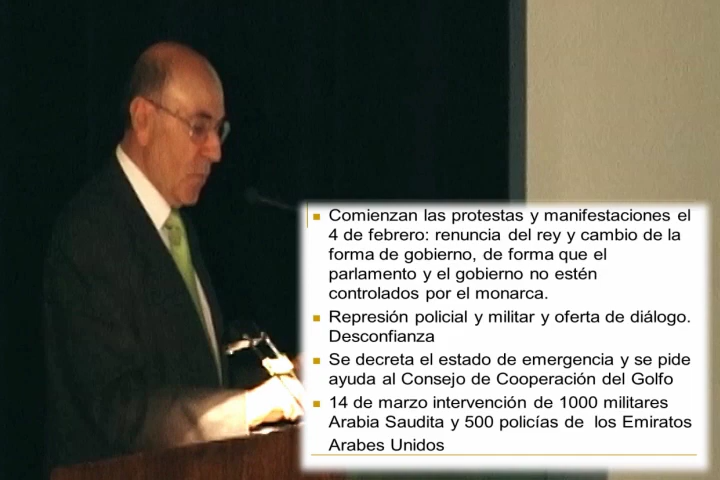 Comienzan las protestas y manifestaciones el
4 de febrero: renuncia del rey y cambio de la
forma de gobierno, de forma que el
parlamento y el gobierno no estén
controlados por el monarca.
Represión policial y militar y oferta de diálogo.
Desconfianza
Se decreta el estado de emergencia y se pide
ayuda al Consejo de Cooperación del Golfo
14 de marzo intervención de 1000 militares
Arabia Saudita y 500 policías de los Emiratos
Arabes Unidos